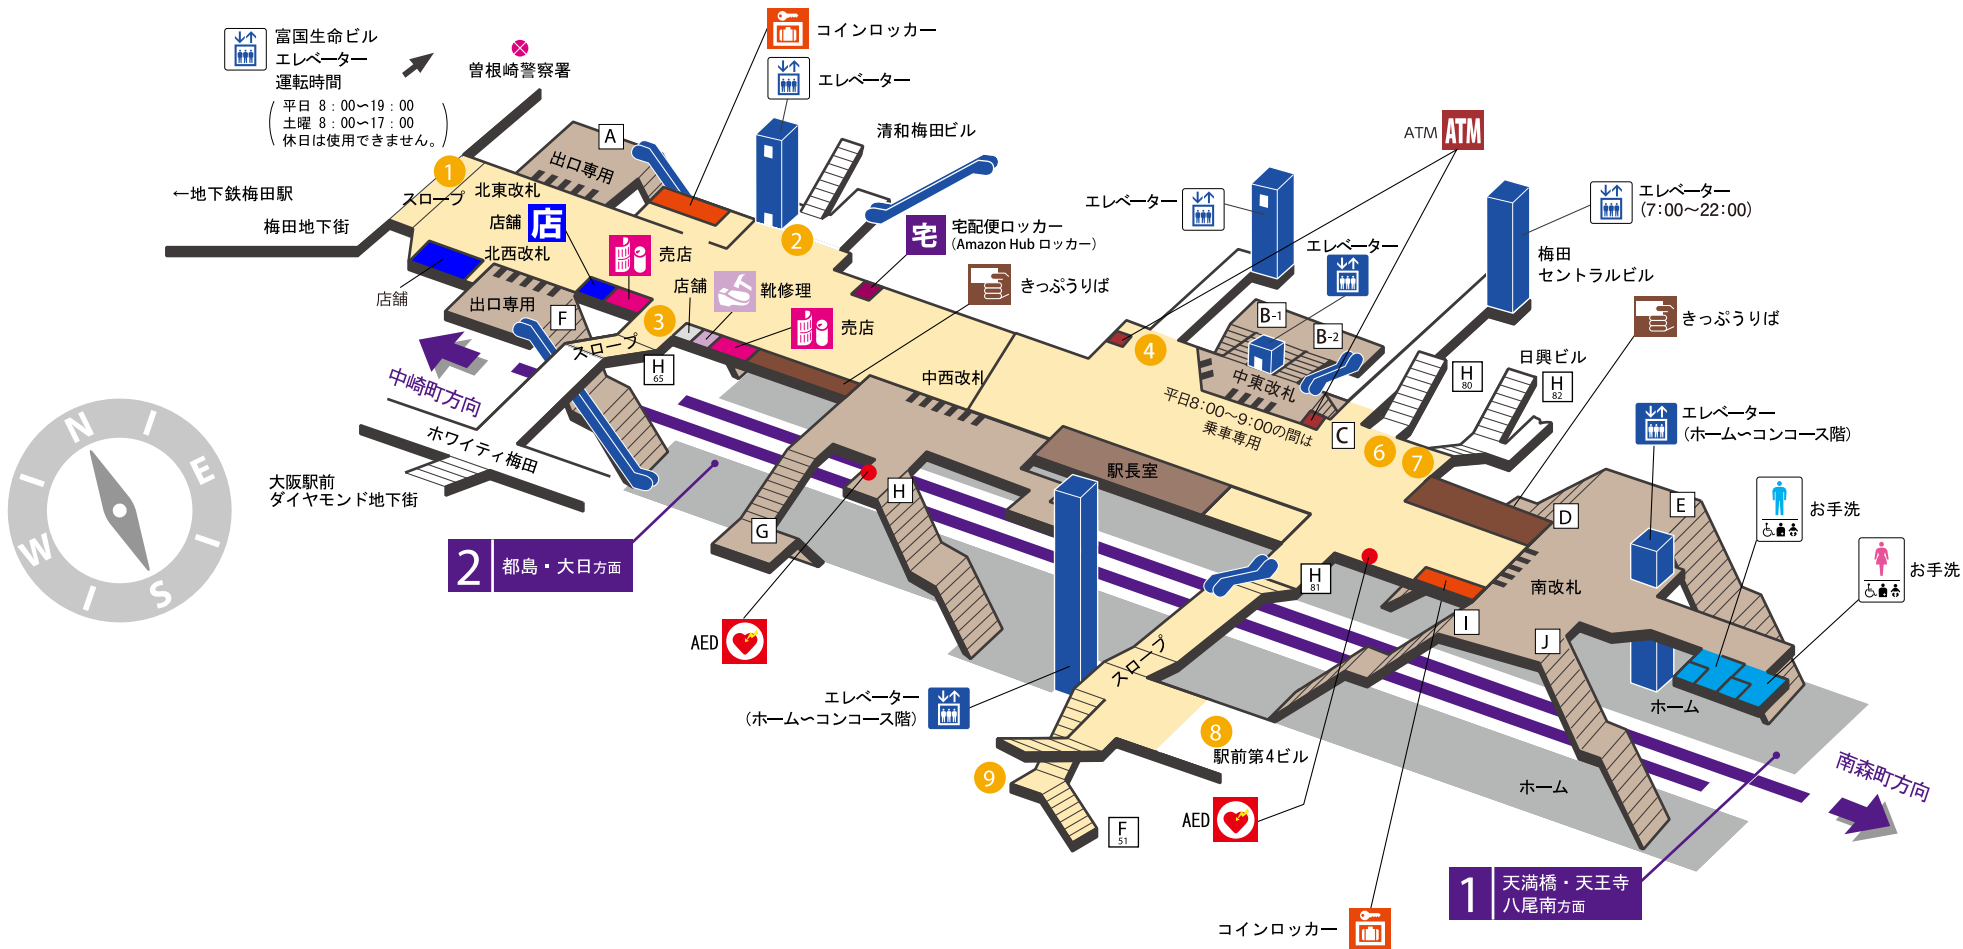 富国生命ビル
エレベーター
運転時間
平日 8：00〜19：00
土曜 8：00〜17：00
休日は使用できません。
曽根崎警察署
コインロッカー
エレベーター
清和梅田ビル
A
出口専用
1
←地下鉄梅田駅
梅田地下街
スロープ
北東改札
店舗
店
北西改札
売店
2
宅
宅配便ロッカー
(Amazon Hub ロッカー)
店舗
出口専用
F
3
店舗
靴修理
売店
きっぷうりば
スロープ
H
65
中崎町方向
ホワイティ梅田
大阪駅前
ダイヤモンド地下街
N
I
E
I
S
I
W
I
中西改札
ATM
ATM
エレベーター
エレベーター
エレベーター
(7：00〜22：00)
梅田
セントラルビル
B-1
B-2
4
中東改札
平日8：00〜9：00の間は
乗車専用
C
6
7
H
80
日興ビル
H
82
きっぷうりば
エレベーター
(ホーム〜コンコース階)
駅長室
D
E
お手洗
お手洗
G
H
2
都島・大日方面
AED
エレベーター
(ホーム〜コンコース階)
H
81
南改札
I
J
スロープ
8
駅前第4ビル
9
F
51
AED
ホーム
ホーム
南森町方向
1
天満橋・天王寺
八尾南方面
コインロッカー